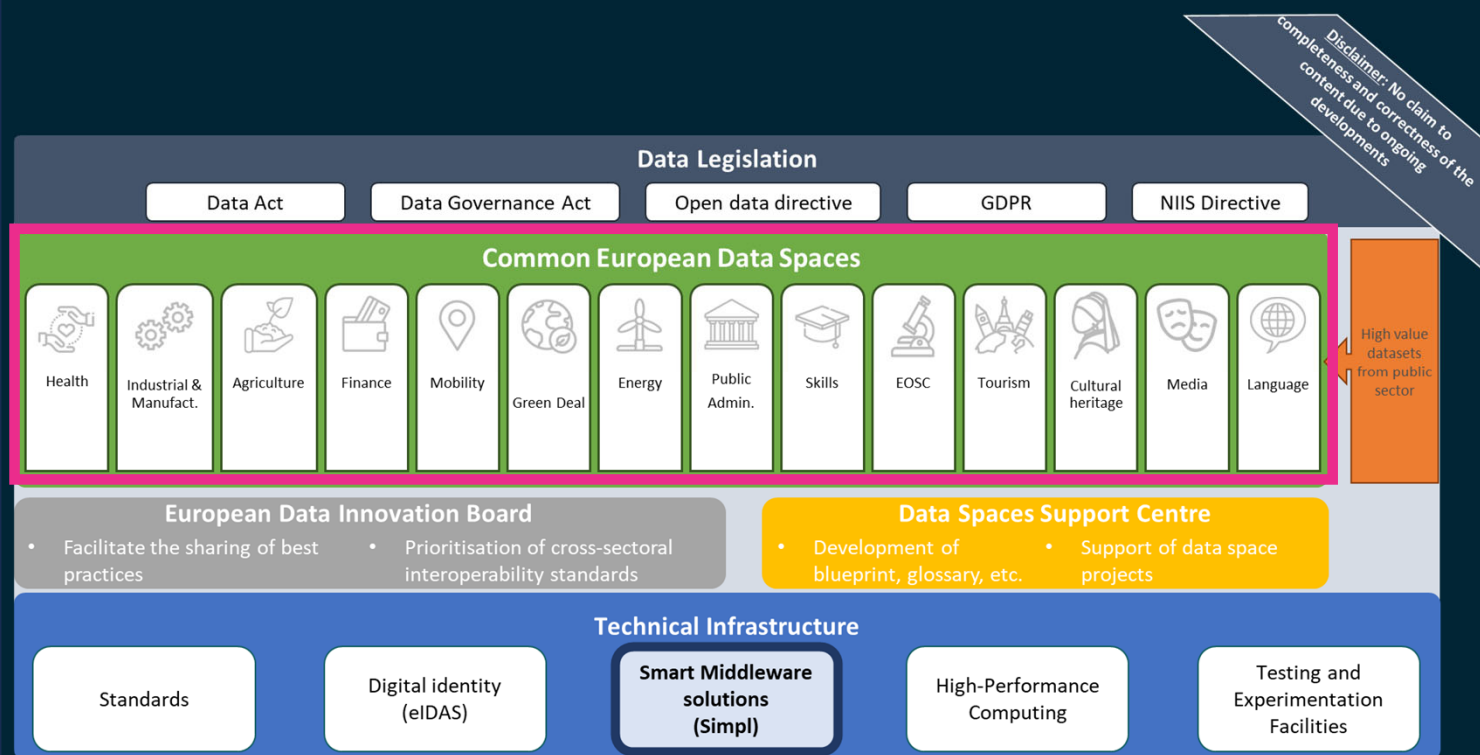 Disclaimer: No claim to
completeness and correctness of the
content due to ongoing
developments
Data Legislation
Data Act
Data Governance Act
Open data directive
GDPR
NIIS Directive
Common European Data Spaces
Health
Industrial &
Manufact.
Agriculture
Finance
Mobility
Green Deal
Energy
Public
Admin.
Skills
EOSC
Tourism
Cultural
heritage
Media
Language
High value
datasets
from public
sector
European Data Innovation Board
• Facilitate the sharing of best
practices
• Prioritisation of cross-sectoral
interoperability standards
Data Spaces Support Centre
• Development of
blueprint, glossary, etc.
• Support of data space
projects
Technical Infrastructure
Standards
Digital identity
(eIDAS)
Smart Middleware
solutions
(Simpl)
High-Performance
Computing
Testing and
Experimentation
Facilities